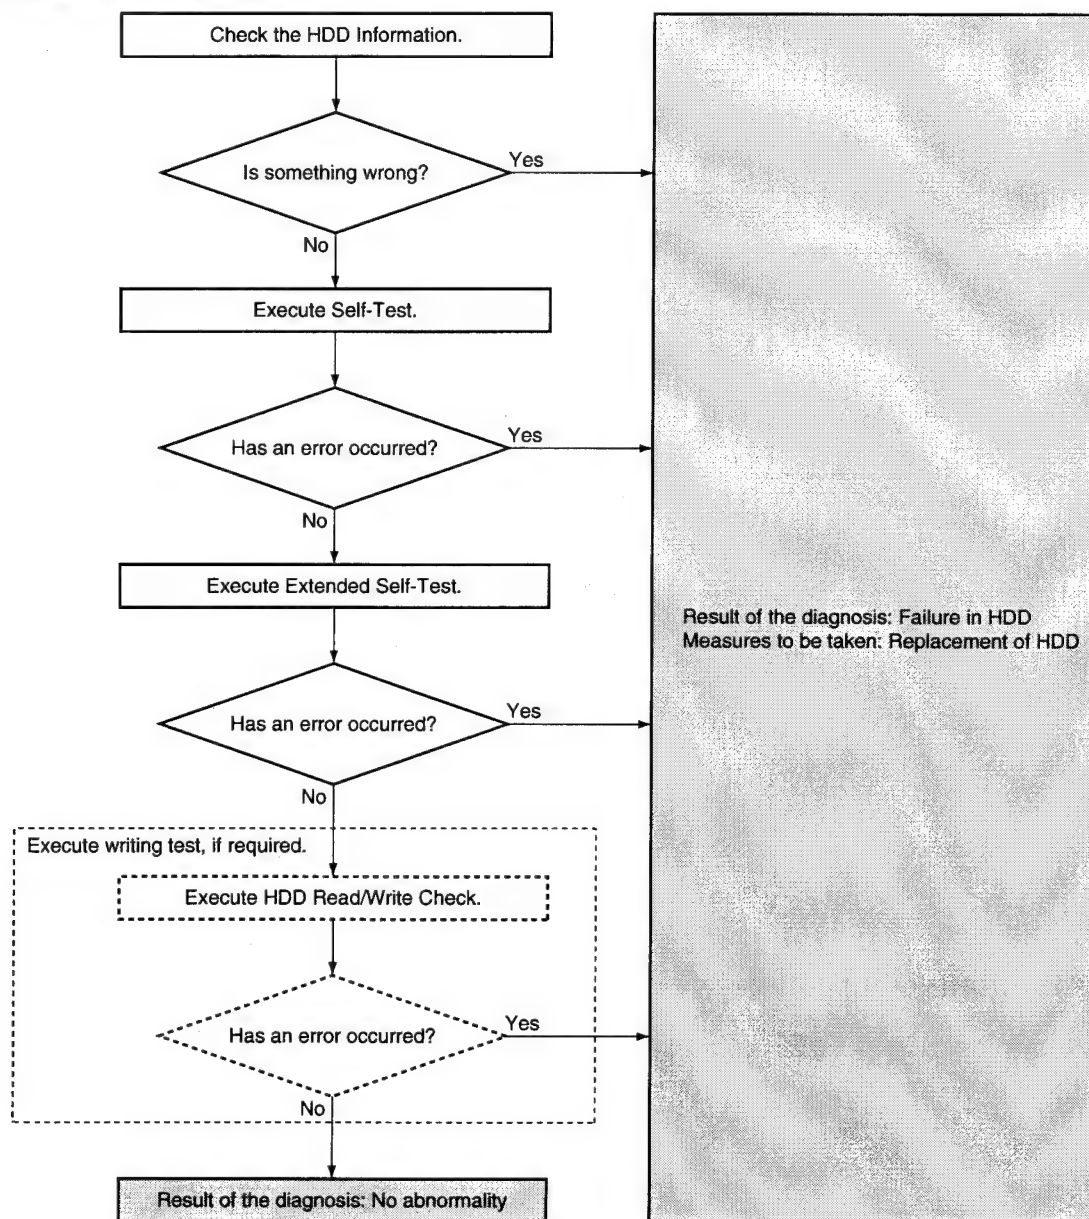 Check the HDD Information.
Is something wrong?
Yes
No
Execute Self-Test.
Has an error occurred?
Yes
No
Execute Extended Self-Test.
Result of the diagnosis: Failure in HDD
Measures to be taken: Replacement of HDD
Has an error occurred?
Yes
No
Execute writing test, if required.
Execute HDD Read/Write Check.
Has an error occurred?
Yes
No
Result of the diagnosis: No abnormality